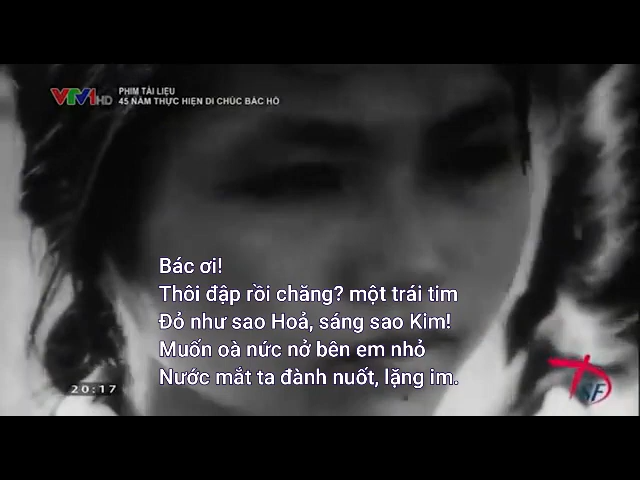 VTV1HD
PHIM TÀI LIỆU
45 NĂM THỰC HIỆN DI CHÚC BÁC HỒ
Bác ơi!
Thôi đập rồi chăng? một trái tim
Đỏ như sao Hoả, sáng sao Kim!
Muốn oà nức nở bên em nhỏ
Nước mắt ta đành nuốt, lặng im.
20:17
SF